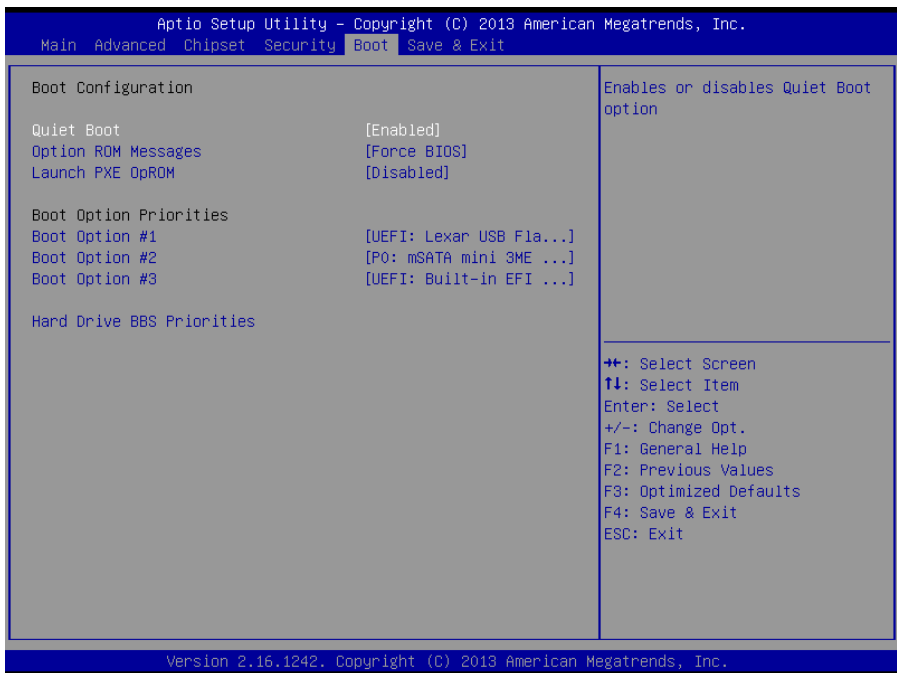 Aptio Setup Utility – Copyright (C) 2013 American Megatrends, Inc.
Main Advanced Chipset Security Boot Save & Exit
Boot Configuration
Quiet Boot [Enabled]
Option ROM Messages [Force BIOS]
Launch PXE OpROM [Disabled]
Boot Option Priorities
Boot Option #1 [UEFI: Lexar USB Fla...]
Boot Option #2 [P0: mSATA mini 3ME ...]
Boot Option #3 [UEFI: Built-in EFI ...]
Hard Drive BBS Priorities
Enables or disables Quiet Boot
option
→←: Select Screen
↑↓: Select Item
Enter: Select
+/-: Change Opt.
F1: General Help
F2: Previous Values
F3: Optimized Defaults
F4: Save & Exit
ESC: Exit
Version 2.16.1242. Copyright (C) 2013 American Megatrends, Inc.